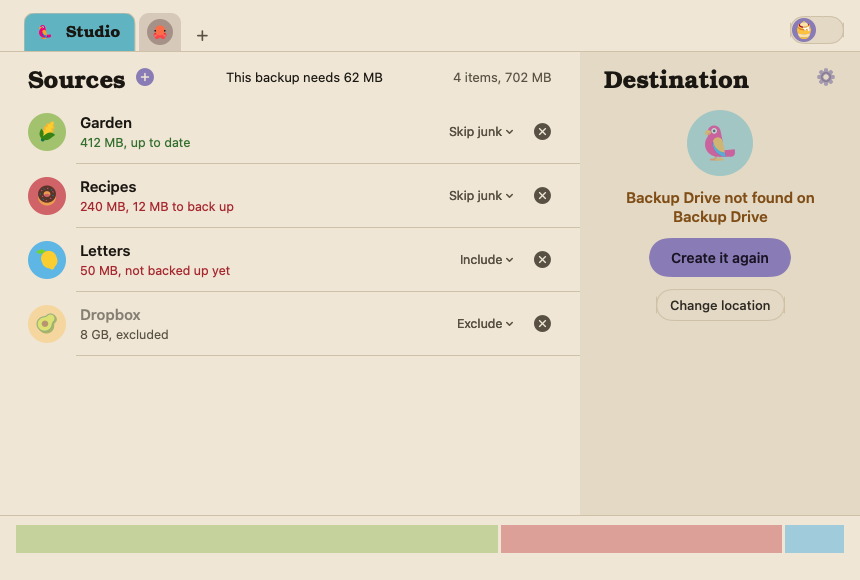 Studio
+
Sources
This backup needs 62 MB
4 items, 702 MB
Garden
412 MB, up to date
Skip junk
Recipes
240 MB, 12 MB to back up
Skip junk
Letters
50 MB, not backed up yet
Include
Dropbox
8 GB, excluded
Exclude
Destination
Backup Drive not found on
Backup Drive
Create it again
Change location